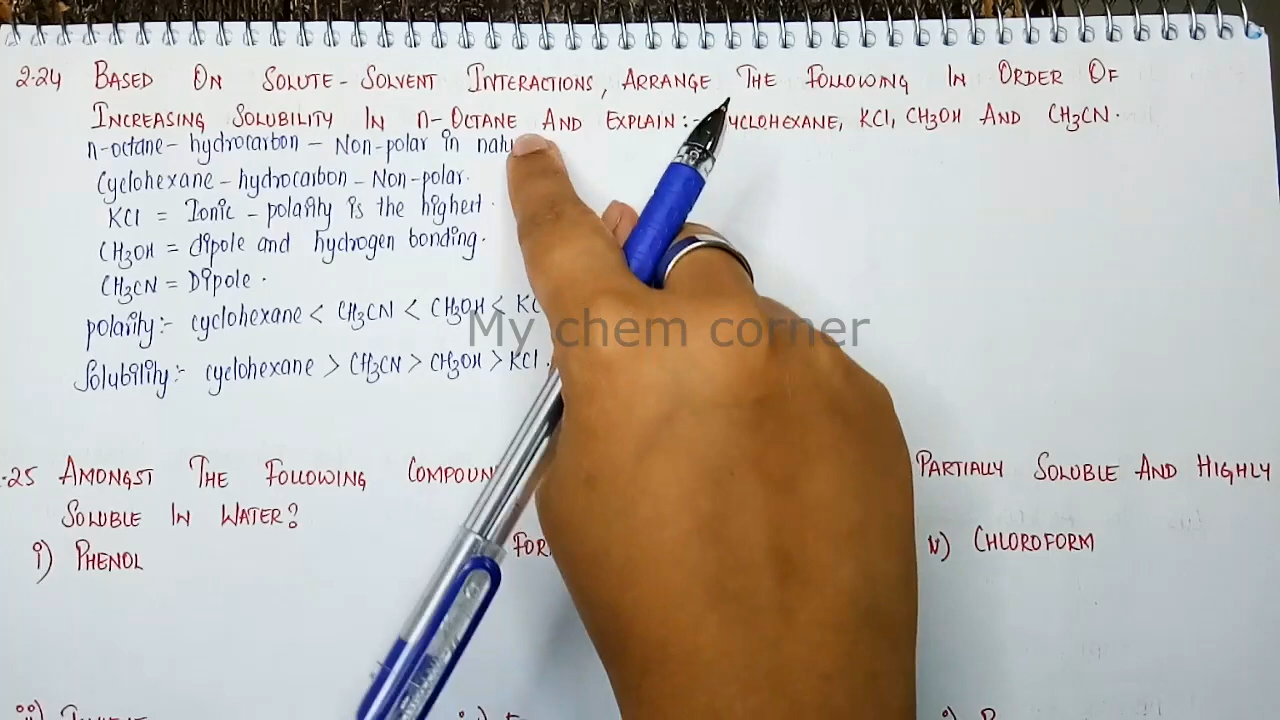 2.24 BASED ON SOLUTE-SOLVENT INTERACTIONS, ARRANGE THE FOLLOWING IN ORDER OF
INCREASING SOLUBILITY IN n-OCTANE AND EXPLAIN:- CYCLOHEXANE, KCl, CH3OH AND CH3CN.
n-octane - hydrocarbon - Non-polar in natu
Cyclohexane - hydrocarbon - Non-polar.
KCl = Ionic - polarity is the highest.
CH3OH = dipole and hydrogen bonding.
CH3CN = Dipole.
polarity:- cyclohexane < CH3CN < CH3OH < KC
Solubility:- cyclohexane > CH3CN > CH3OH > KCl.
My chem corner
.25 AMONGST THE FOLLOWING COMPOUN PARTIALLY SOLUBLE AND HIGHLY
SOLUBLE IN WATER?
i) PHENOL FOR v) CHLOROFORM